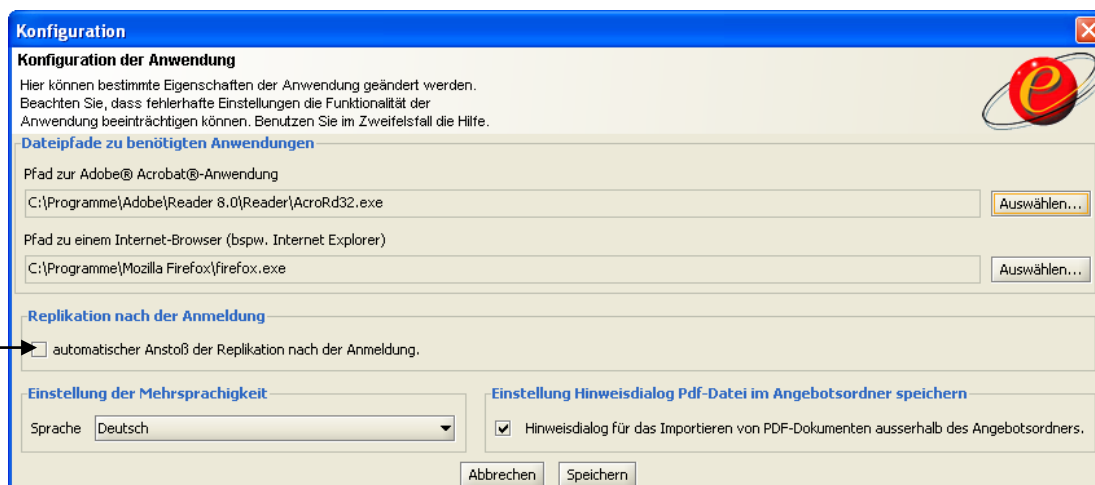 Konfiguration
Konfiguration der Anwendung
Hier können bestimmte Eigenschaften der Anwendung geändert werden.
Beachten Sie, dass fehlerhafte Einstellungen die Funktionalität der
Anwendung beeinträchtigen können. Benutzen Sie im Zweifelsfall die Hilfe.
e
Dateipfade zu benötigten Anwendungen
Pfad zur Adobe® Acrobat®-Anwendung
C:\Programme\Adobe\Reader 8.0\Reader\AcroRd32.exe Auswählen...
Pfad zu einem Internet-Browser (bspw. Internet Explorer)
C:\Programme\Mozilla Firefox\firefox.exe Auswählen...
Replikation nach der Anmeldung
automatischer Anstoß der Replikation nach der Anmeldung.
Einstellung der Mehrsprachigkeit
Sprache Deutsch
Einstellung Hinweisdialog Pdf-Datei im Angebotsordner speichern
Hinweisdialog für das Importieren von PDF-Dokumenten ausserhalb des Angebotsordners.
Abbrechen Speichern